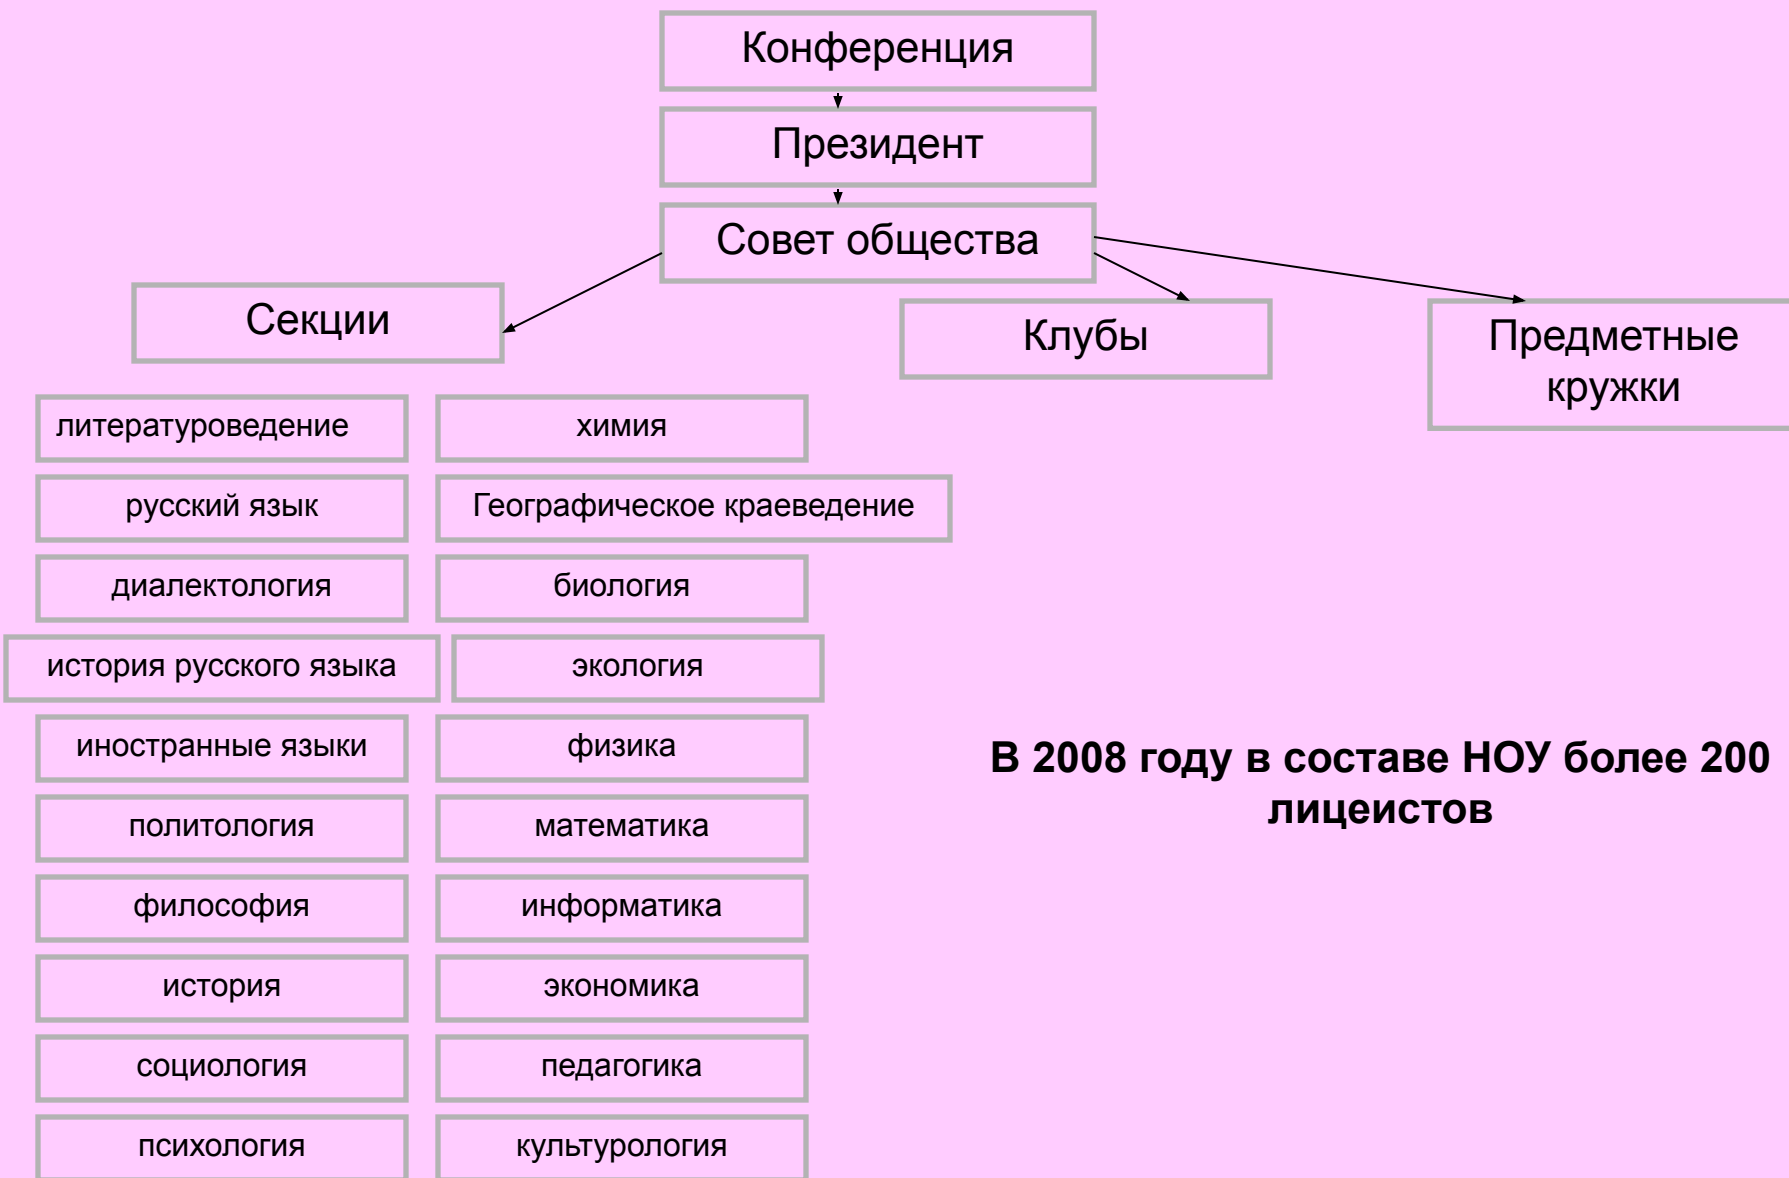 Конференция
Президент
Совет общества
Секции
Клубы
Предметные
кружки
литературоведение
химия
русский язык
Географическое краеведение
диалектология
биология
история русского языка
экология
иностранные языки
физика
В 2008 году в составе НОУ более 200
лицеистов
политология
математика
философия
информатика
история
экономика
социология
педагогика
психология
культурология